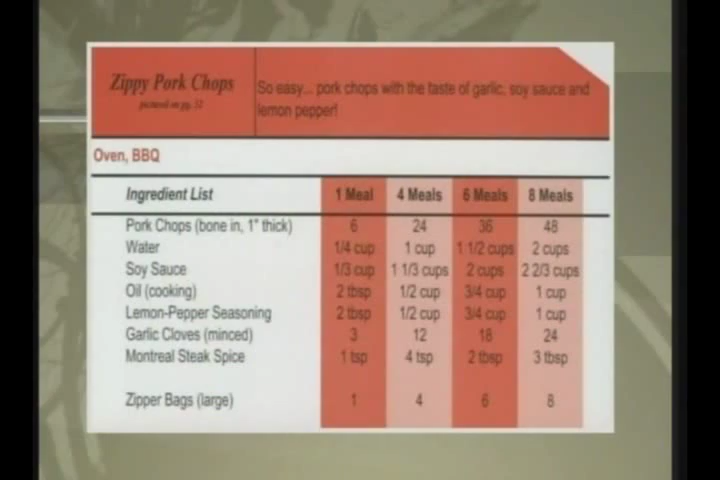 Zippy Pork Chops
pictured on pg. 52
So easy... pork chops with the taste of garlic, soy sauce and
lemon pepper!
Oven, BBQ
Ingredient List 1 Meal 4 Meals 6 Meals 8 Meals
Pork Chops (bone in, 1" thick) 6 24 36 48
Water 1/4 cup 1 cup 1 1/2 cups 2 cups
Soy Sauce 1/3 cup 1 1/3 cups 2 cups 2 2/3 cups
Oil (cooking) 2 tbsp 1/2 cup 3/4 cup 1 cup
Lemon-Pepper Seasoning 2 tbsp 1/2 cup 3/4 cup 1 cup
Garlic Cloves (minced) 3 12 18 24
Montreal Steak Spice 1 tsp 4 tsp 2 tbsp 3 tbsp
Zipper Bags (large) 1 4 6 8